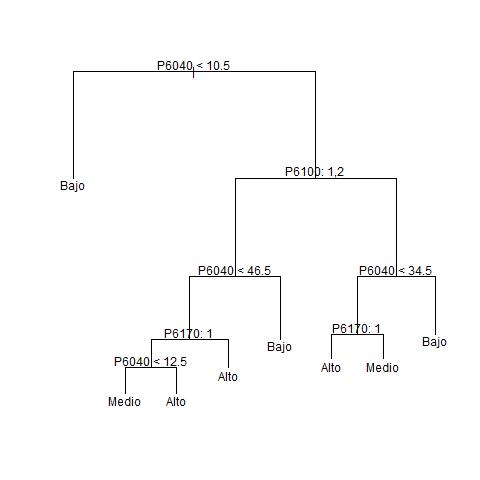 P6040 < 10.5
Bajo
P6100: 1,2
P6040 < 46.5
P6040 < 34.5
P6170: 1
P6170: 1
Bajo
Bajo
P6040 < 12.5
Alto
Alto
Medio
Medio
Alto